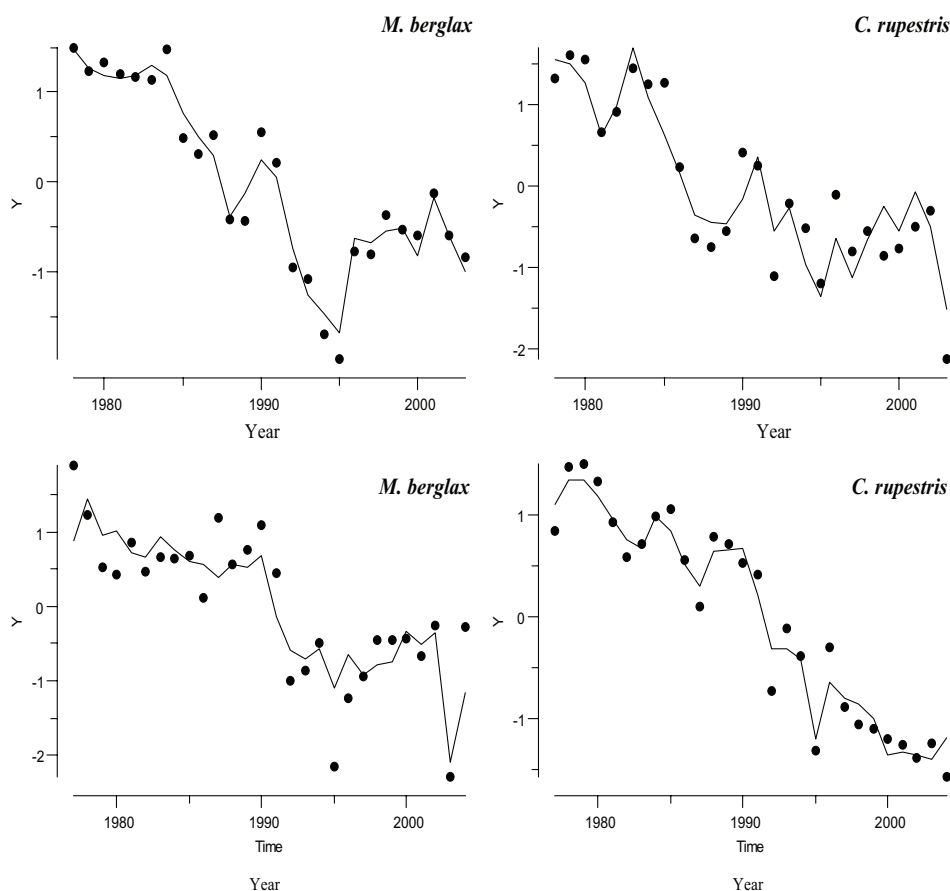 M. berglax
1
0
-1
Y
1980
1990
2000
Year
C. rupestris
1
0
-1
-2
Y
1980
1990
2000
Year
M. berglax
1
0
-1
-2
Y
1980
1990
2000
Time
Year
C. rupestris
1
0
-1
Y
1980
1990
2000
Time
Year